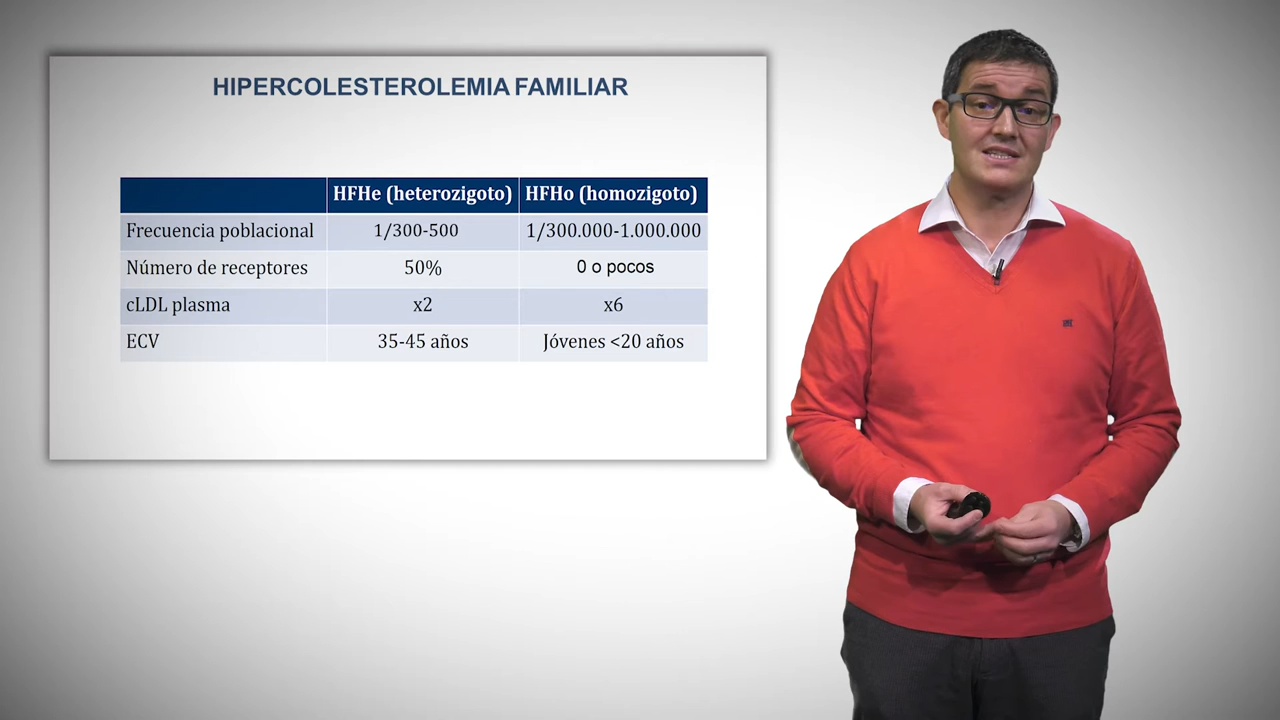 HIPERCOLESTEROLEMIA FAMILIAR
HFHe (heterozigoto) HFHo (homozigoto)
Frecuencia poblacional 1/300-500 1/300.000-1.000.000
Número de receptores 50% 0 o pocos
cLDL plasma x2 x6
ECV 35-45 años Jóvenes <20 años